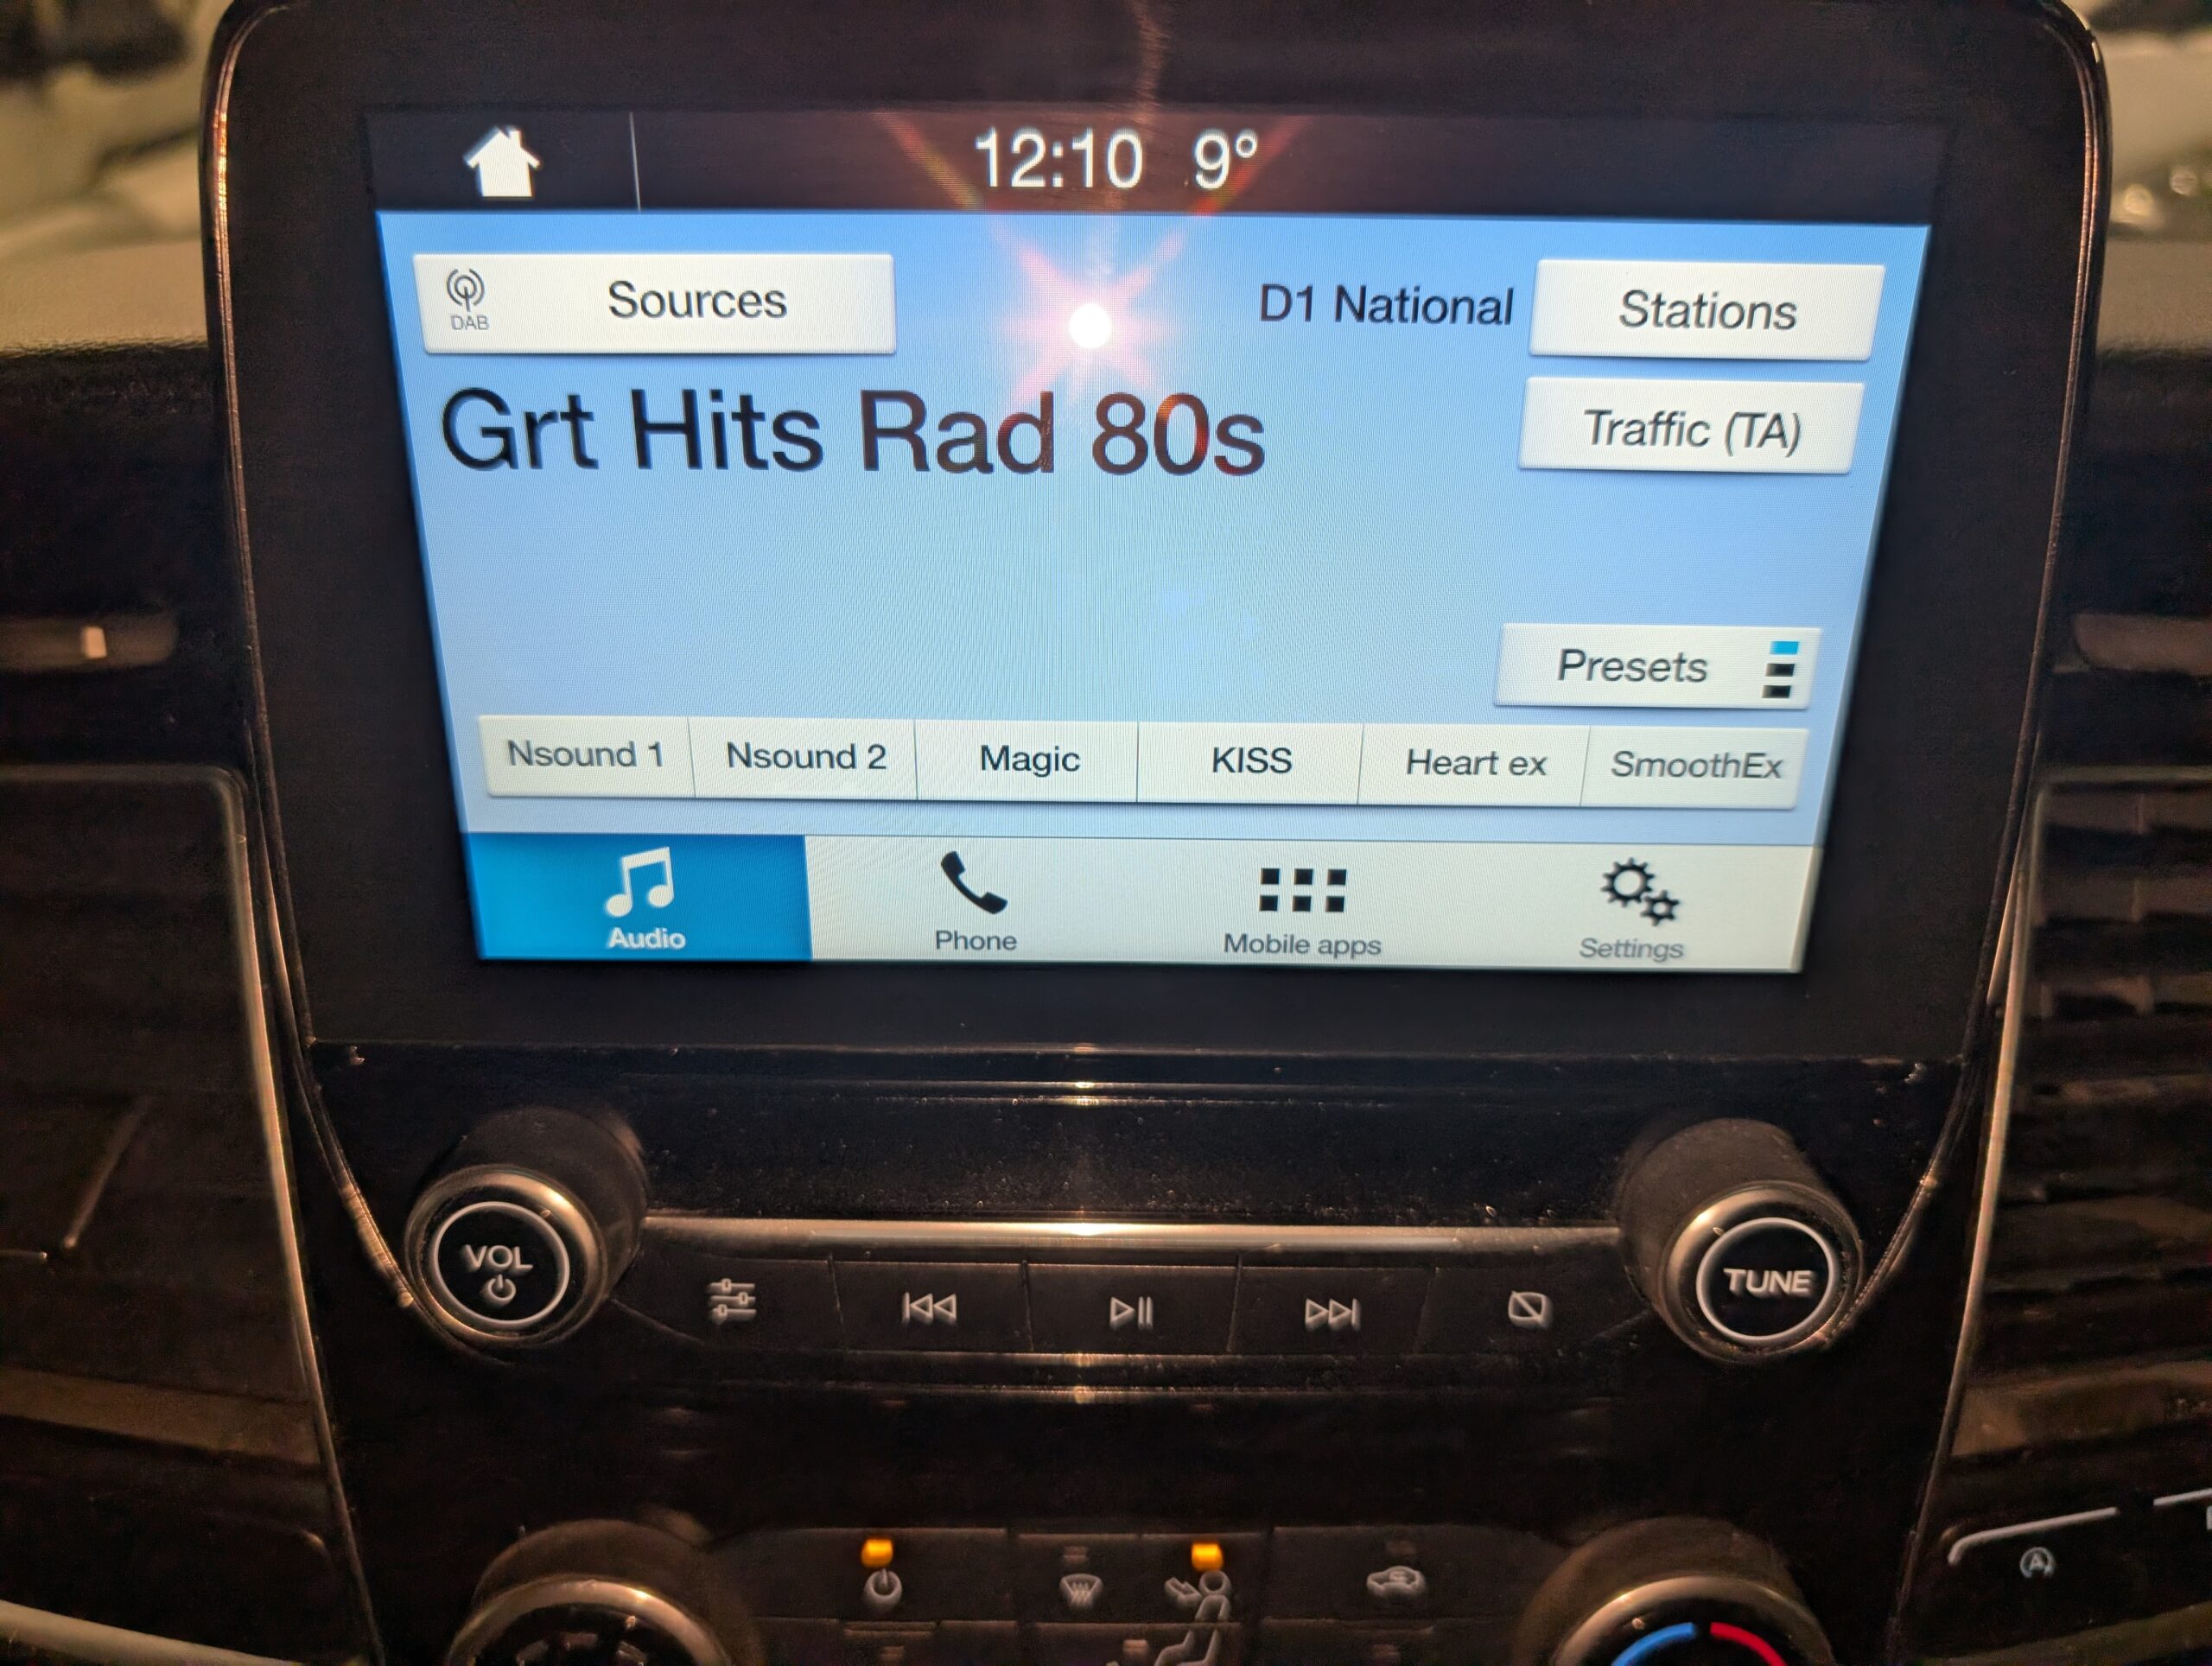 12:10 9°
DAB
Sources
D1 National
Stations
Grt Hits Rad 80s
Traffic (TA)
Presets
Nsound 1
Nsound 2
Magic
KISS
Heart ex
SmoothEx
Audio
Phone
Mobile apps
Settings
VOL
TUNE
A